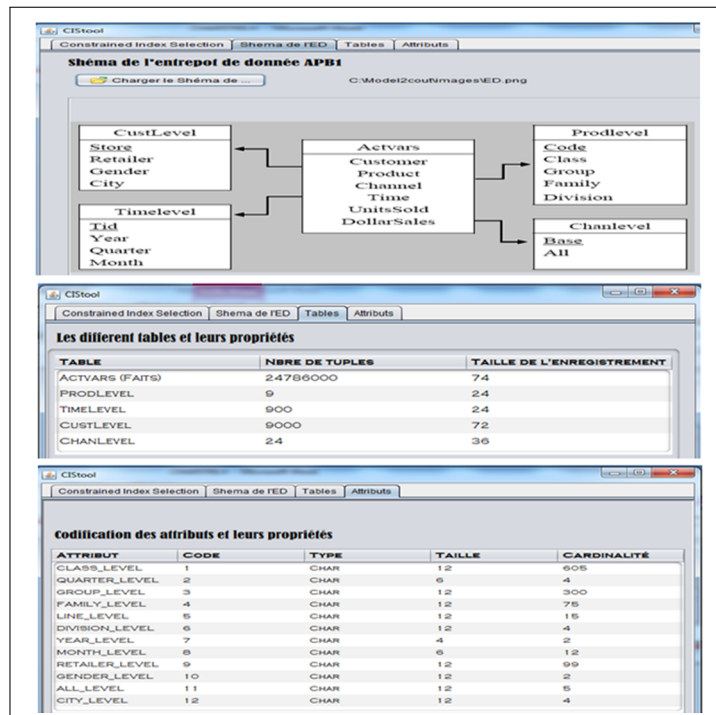 CIStool
Constrained Index Selection Shema de l'ED Tables Attributs
Shéma de l'entrepot de donnée APB1
Charger le Shéma de ... C:\Model2cout\images\ED.png
CustLevel
Store
Retailer
Gender
City
Timelevel
Tid
Year
Quarter
Month
Actvars
Customer
Product
Channel
Time
UnitsSold
DollarSales
Prodlevel
Code
Class
Group
Family
Division
Chanlevel
Base
All
CIStool
Constrained Index Selection Shema de l'ED Tables Attributs
Les different tables et leurs propriétés
TABLE NBRE DE TUPLES TAILLE DE L'ENREGISTREMENT
ACTVARS (FAITS) 24786000 74
PRODLEVEL 9 24
TIMELEVEL 900 24
CUSTLEVEL 9000 72
CHANLEVEL 24 36
CIStool
Constrained Index Selection Shema de l'ED Tables Attributs
Codification des attributs et leurs propriétés
ATTRIBUT CODE TYPE TAILLE CARDINALITÉ
CLASS_LEVEL 1 CHAR 12 605
QUARTER_LEVEL 2 CHAR 6 4
GROUP_LEVEL 3 CHAR 12 300
FAMILY_LEVEL 4 CHAR 12 75
LINE_LEVEL 5 CHAR 12 15
DIVISION_LEVEL 6 CHAR 12 4
YEAR_LEVEL 7 CHAR 4 2
MONTH_LEVEL 8 CHAR 6 12
RETAILER_LEVEL 9 CHAR 12 99
GENDER_LEVEL 10 CHAR 12 2
ALL_LEVEL 11 CHAR 12 5
CITY_LEVEL 12 CHAR 12 4